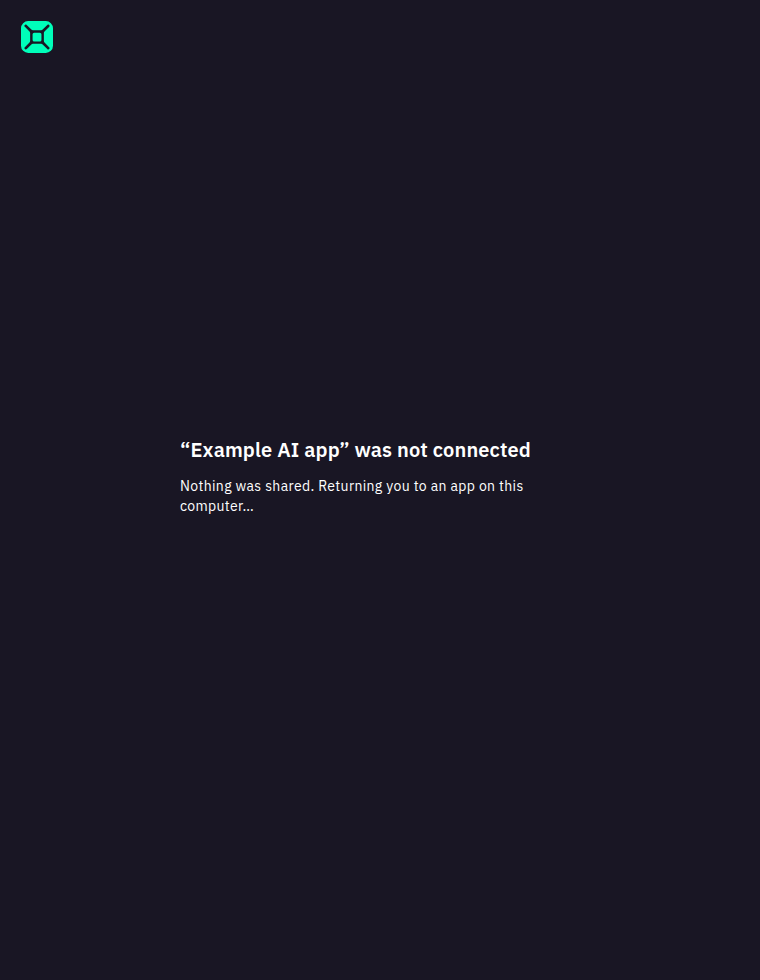 “Example AI app” was not connected
Nothing was shared. Returning you to an app on this
computer…